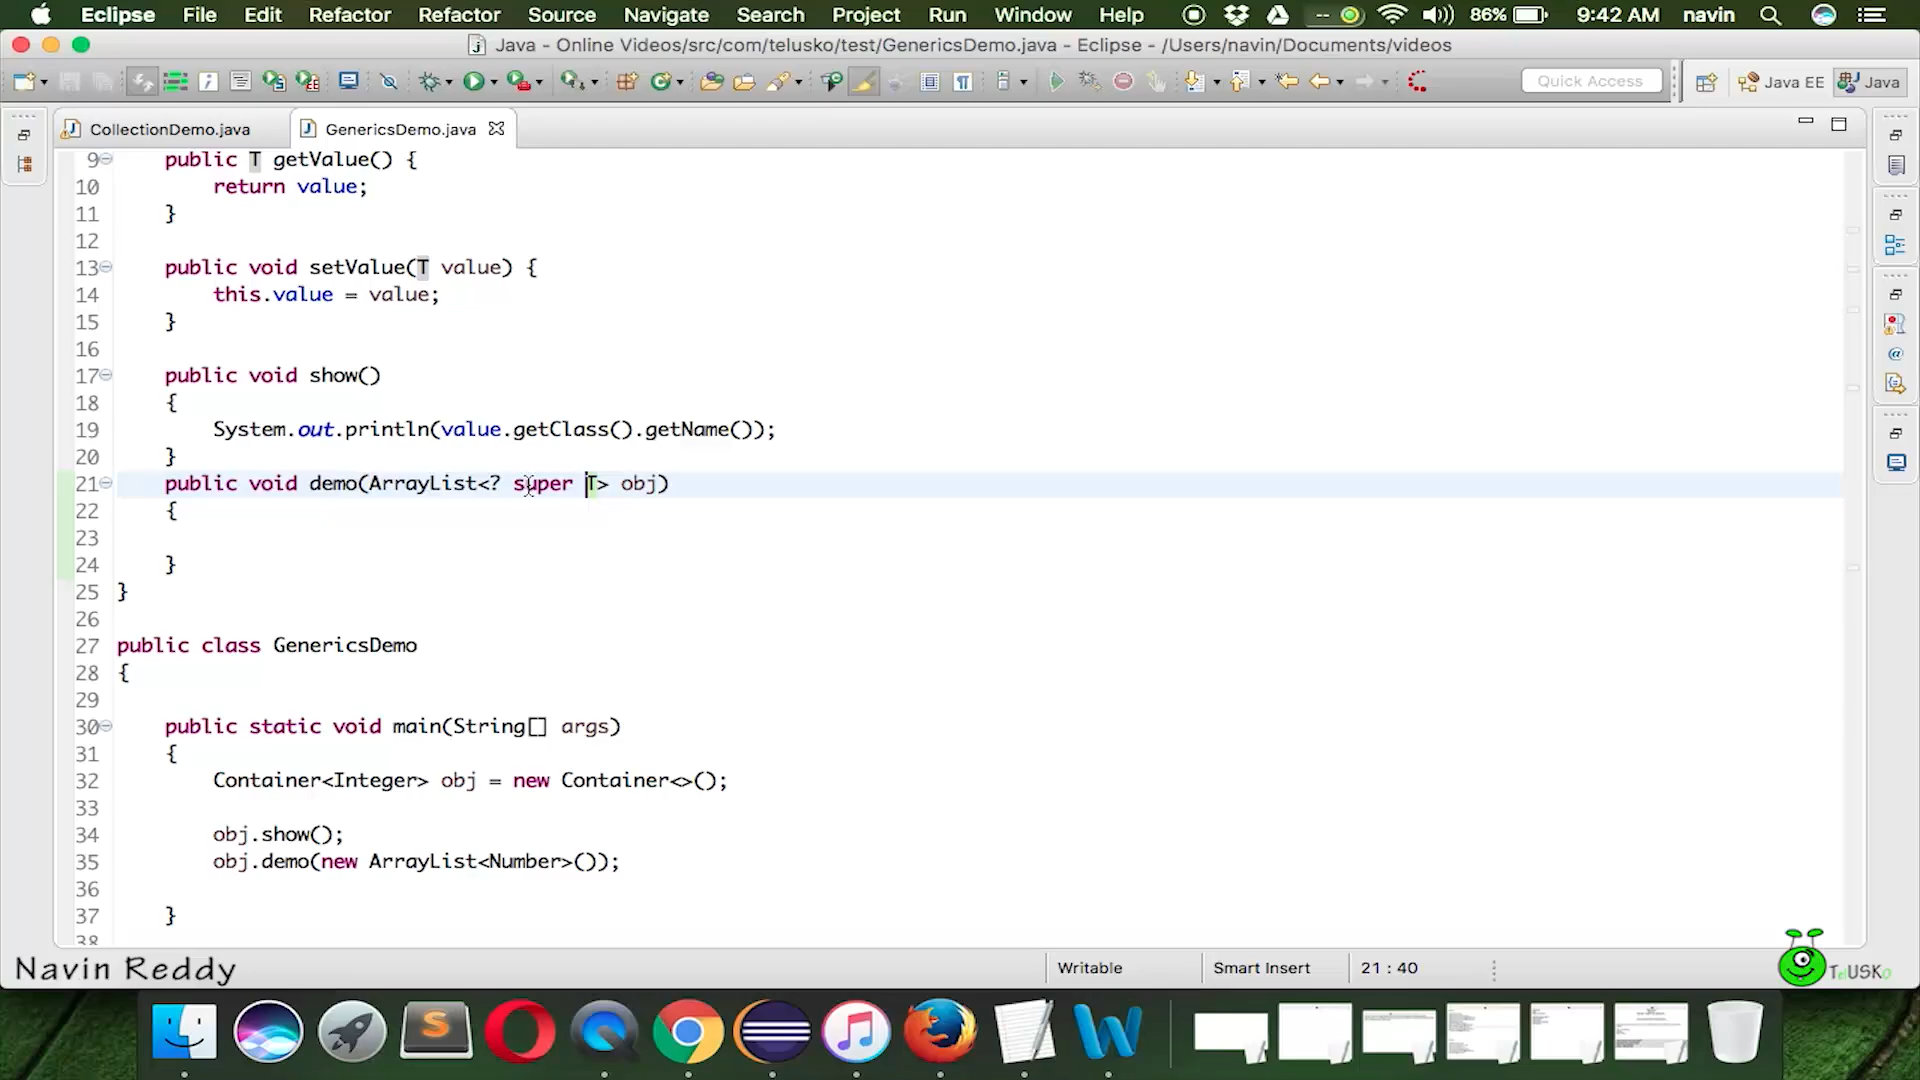 Eclipse File Edit Refactor Refactor Source Navigate Search Project Run Window Help -- 86% 9:42 AM navin
Java - Online Videos/src/com/telusko/test/GenericsDemo.java - Eclipse - /Users/navin/Documents/videos
Quick Access Java EE Java
CollectionDemo.java GenericsDemo.java
9 public T getValue() {
10 return value;
11 }
12
13 public void setValue(T value) {
14 this.value = value;
15 }
16
17 public void show()
18 {
19 System.out.println(value.getClass().getName());
20 }
21 public void demo(ArrayList<? super T> obj)
22 {
23
24 }
25 }
26
27 public class GenericsDemo
28 {
29
30 public static void main(String[] args)
31 {
32 Container<Integer> obj = new Container<>();
33
34 obj.show();
35 obj.demo(new ArrayList<Number>());
36
37 }
38
Navin Reddy Writable Smart Insert 21 : 40 TelUSKO